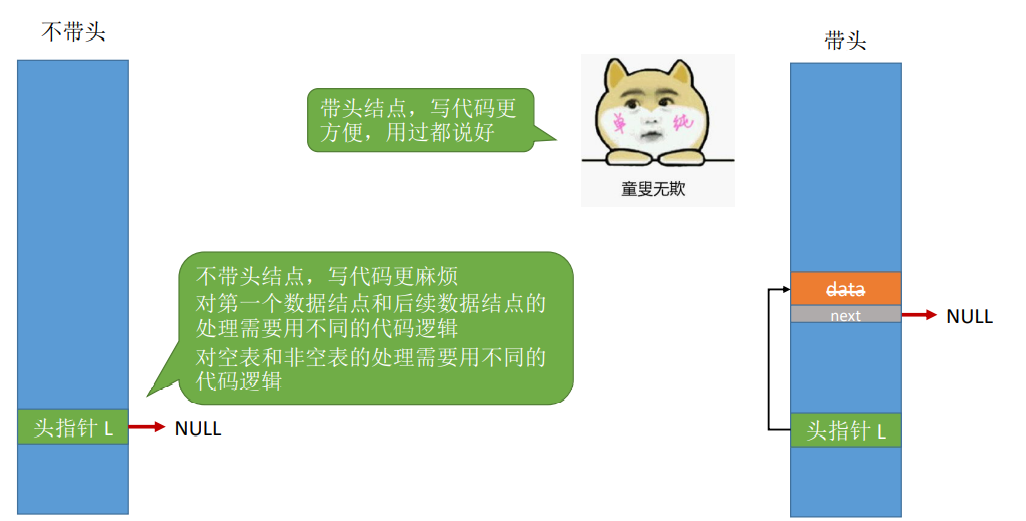 不带头
带头
带头结点，写代码更
方便，用过都说好
单纯
童叟无欺
不带头结点，写代码更麻烦
对第一个数据结点和后续数据结点的
处理需要用不同的代码逻辑
对空表和非空表的处理需要用不同的
代码逻辑
头指针 L
NULL
data
next
NULL
头指针 L